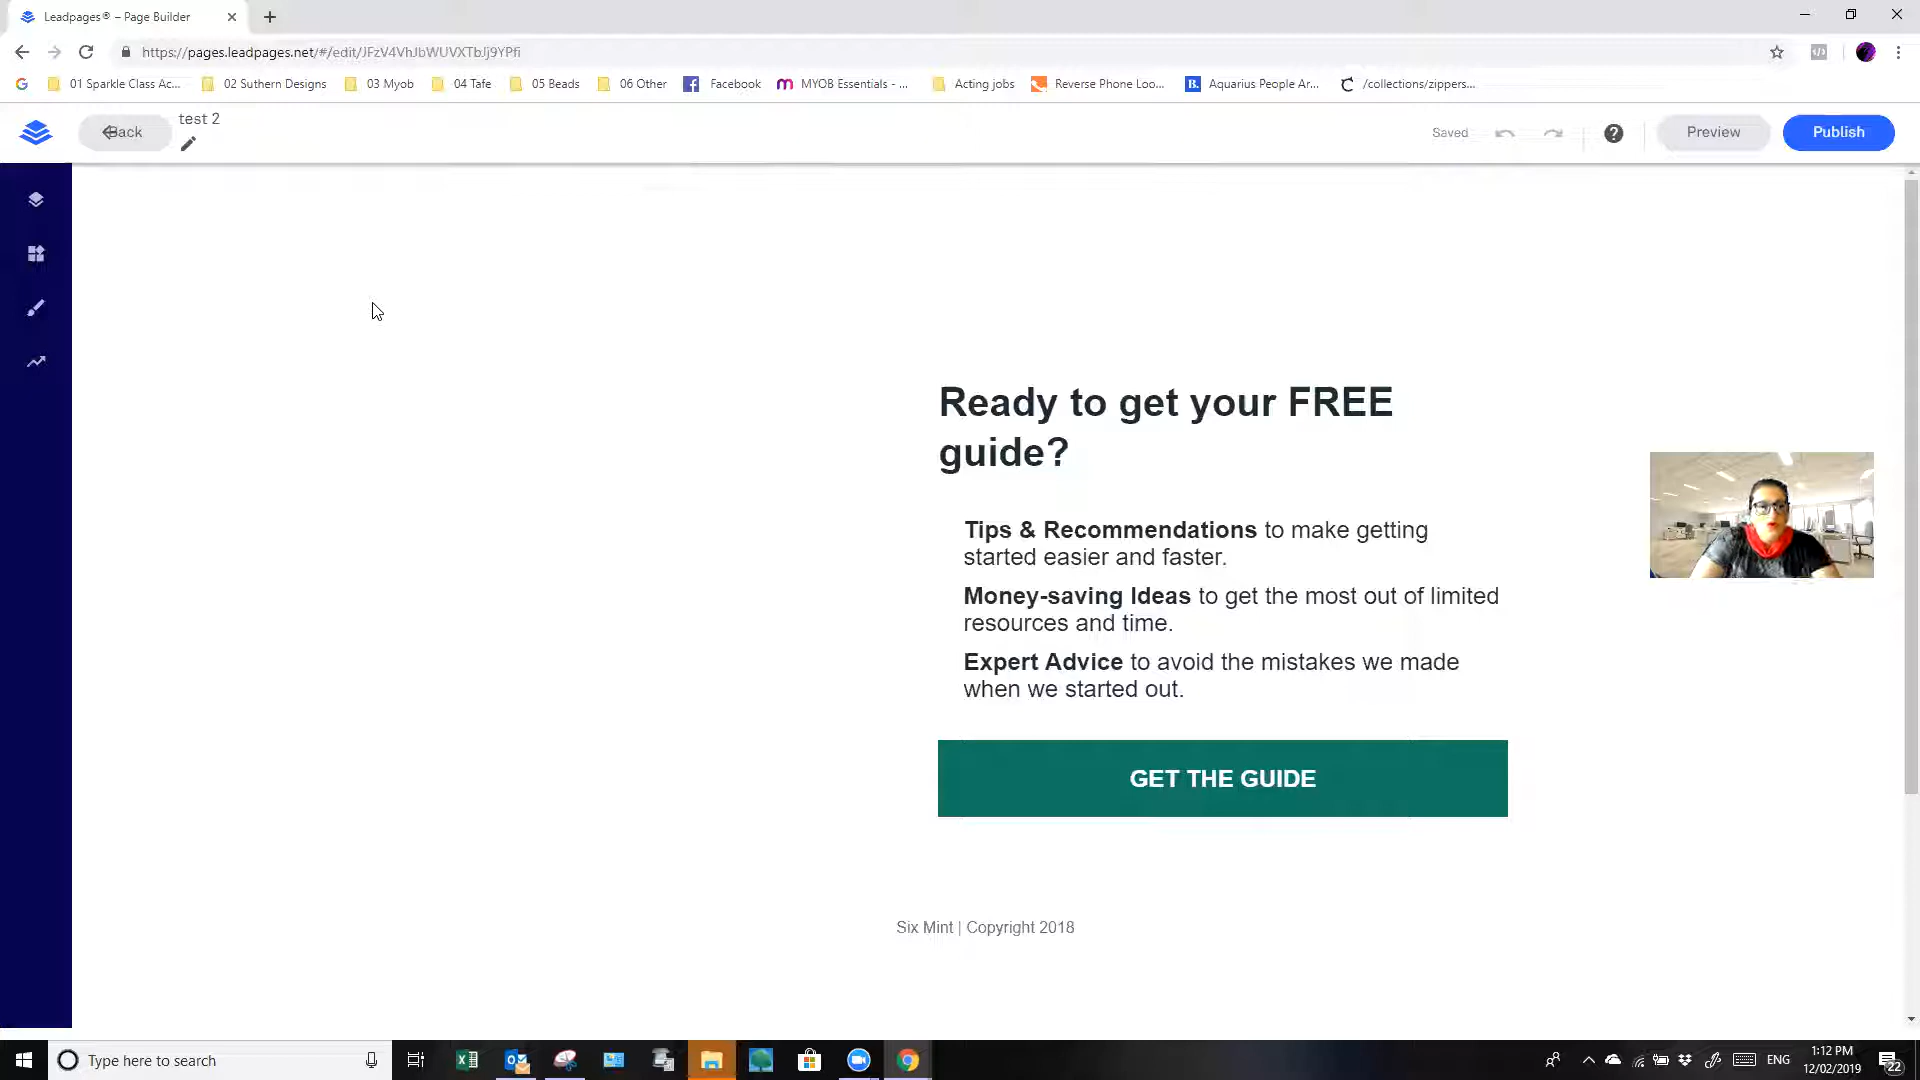 Leadpages® – Page Builder
https://pages.leadpages.net/#/edit/JFzV4VhJbWUVXTbJj9YPfi
01 Sparkle Class Ac...
02 Suthern Designs
03 Myob
04 Tafe
05 Beads
06 Other
Facebook
MYOB Essentials - ...
Acting jobs
Reverse Phone Loo...
Aquarius People Ar...
/collections/zippers...
Back
test 2
Saved
Preview
Publish
Ready to get your FREE
guide?
Tips & Recommendations to make getting
started easier and faster.
Money-saving Ideas to get the most out of limited
resources and time.
Expert Advice to avoid the mistakes we made
when we started out.
GET THE GUIDE
Six Mint | Copyright 2018
Type here to search
ENG
1:12 PM
12/02/2019
22